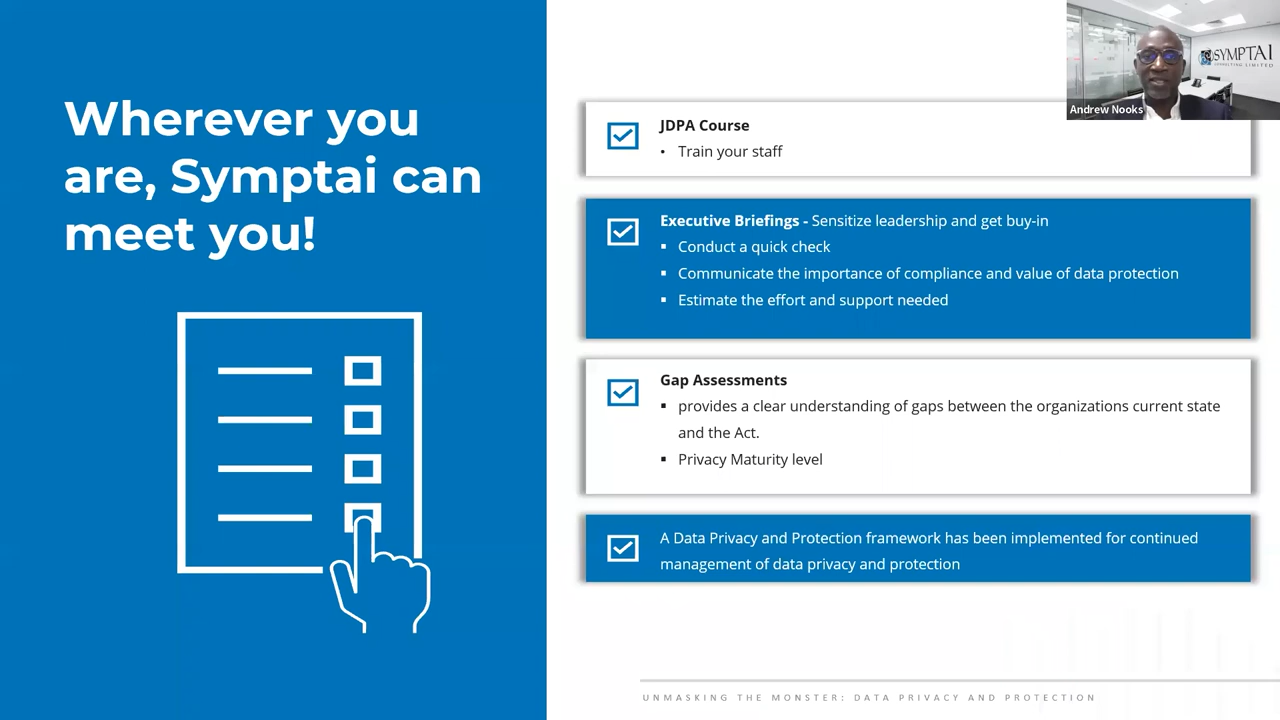 Wherever you
are, Symptai can
meet you!
SYMPTAI
CONSULTING LIMITED
Andrew Nooks
JDPA Course
• Train your staff
Executive Briefings - Sensitize leadership and get buy-in
▪ Conduct a quick check
▪ Communicate the importance of compliance and value of data protection
▪ Estimate the effort and support needed
Gap Assessments
▪ provides a clear understanding of gaps between the organizations current state
and the Act.
▪ Privacy Maturity level
A Data Privacy and Protection framework has been implemented for continued
management of data privacy and protection
UNMASKING THE MONSTER: DATA PRIVACY AND PROTECTION